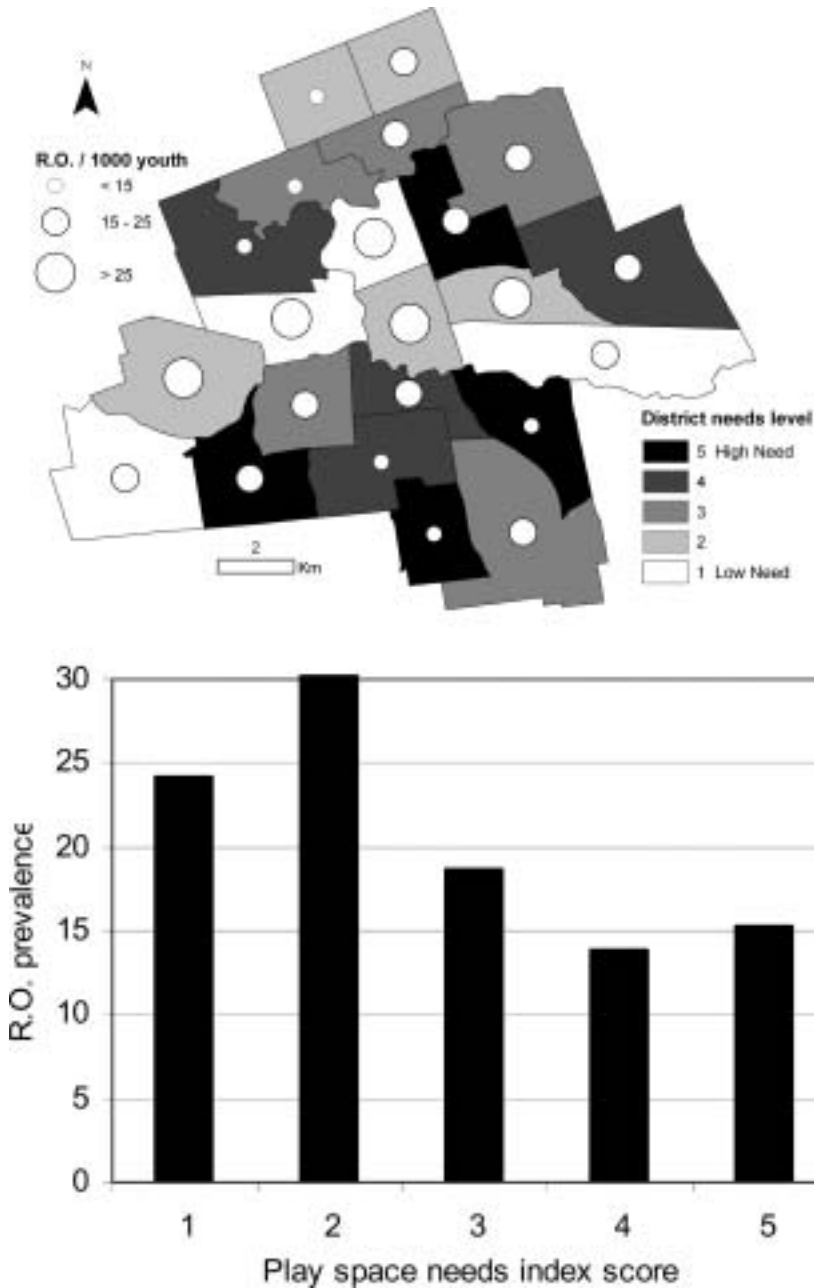 N
R.O. / 1000 youth
< 15
15 - 25
> 25
District needs level
5 High Need
4
3
2
1 Low Need
2
Km
30
25
20
15
10
5
0
R.O. prevalence
1 2 3 4 5
Play space needs index score